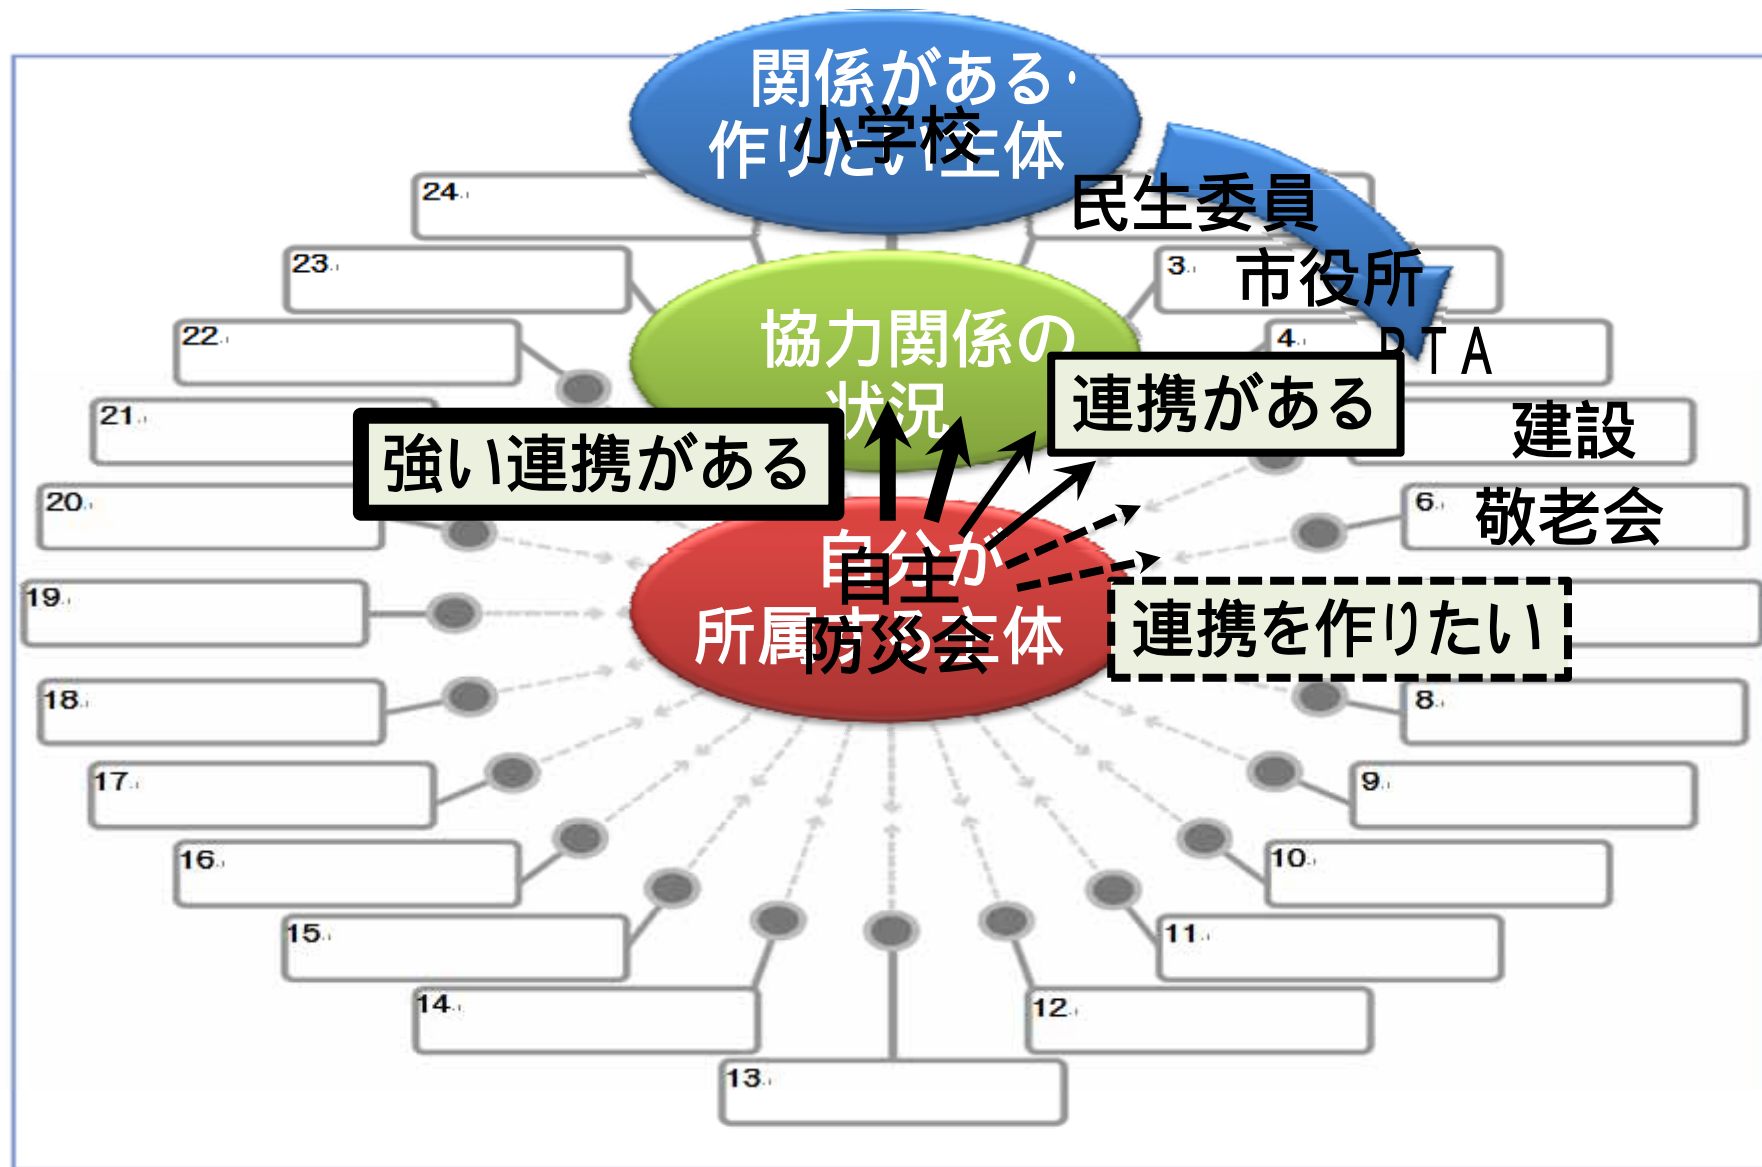 関係がある・
作りたい主体
小学校
24.
民生委員
23.
3.
市役所
協力関係の
状況
22.
4.
PTA
連携がある
21.
建設
強い連携がある
20.
6.
敬老会
自分が
所属する主体
自主
防災会
19.
連携を作りたい
18.
8.
17.
9.
16.
10.
15.
11.
14.
12.
13.